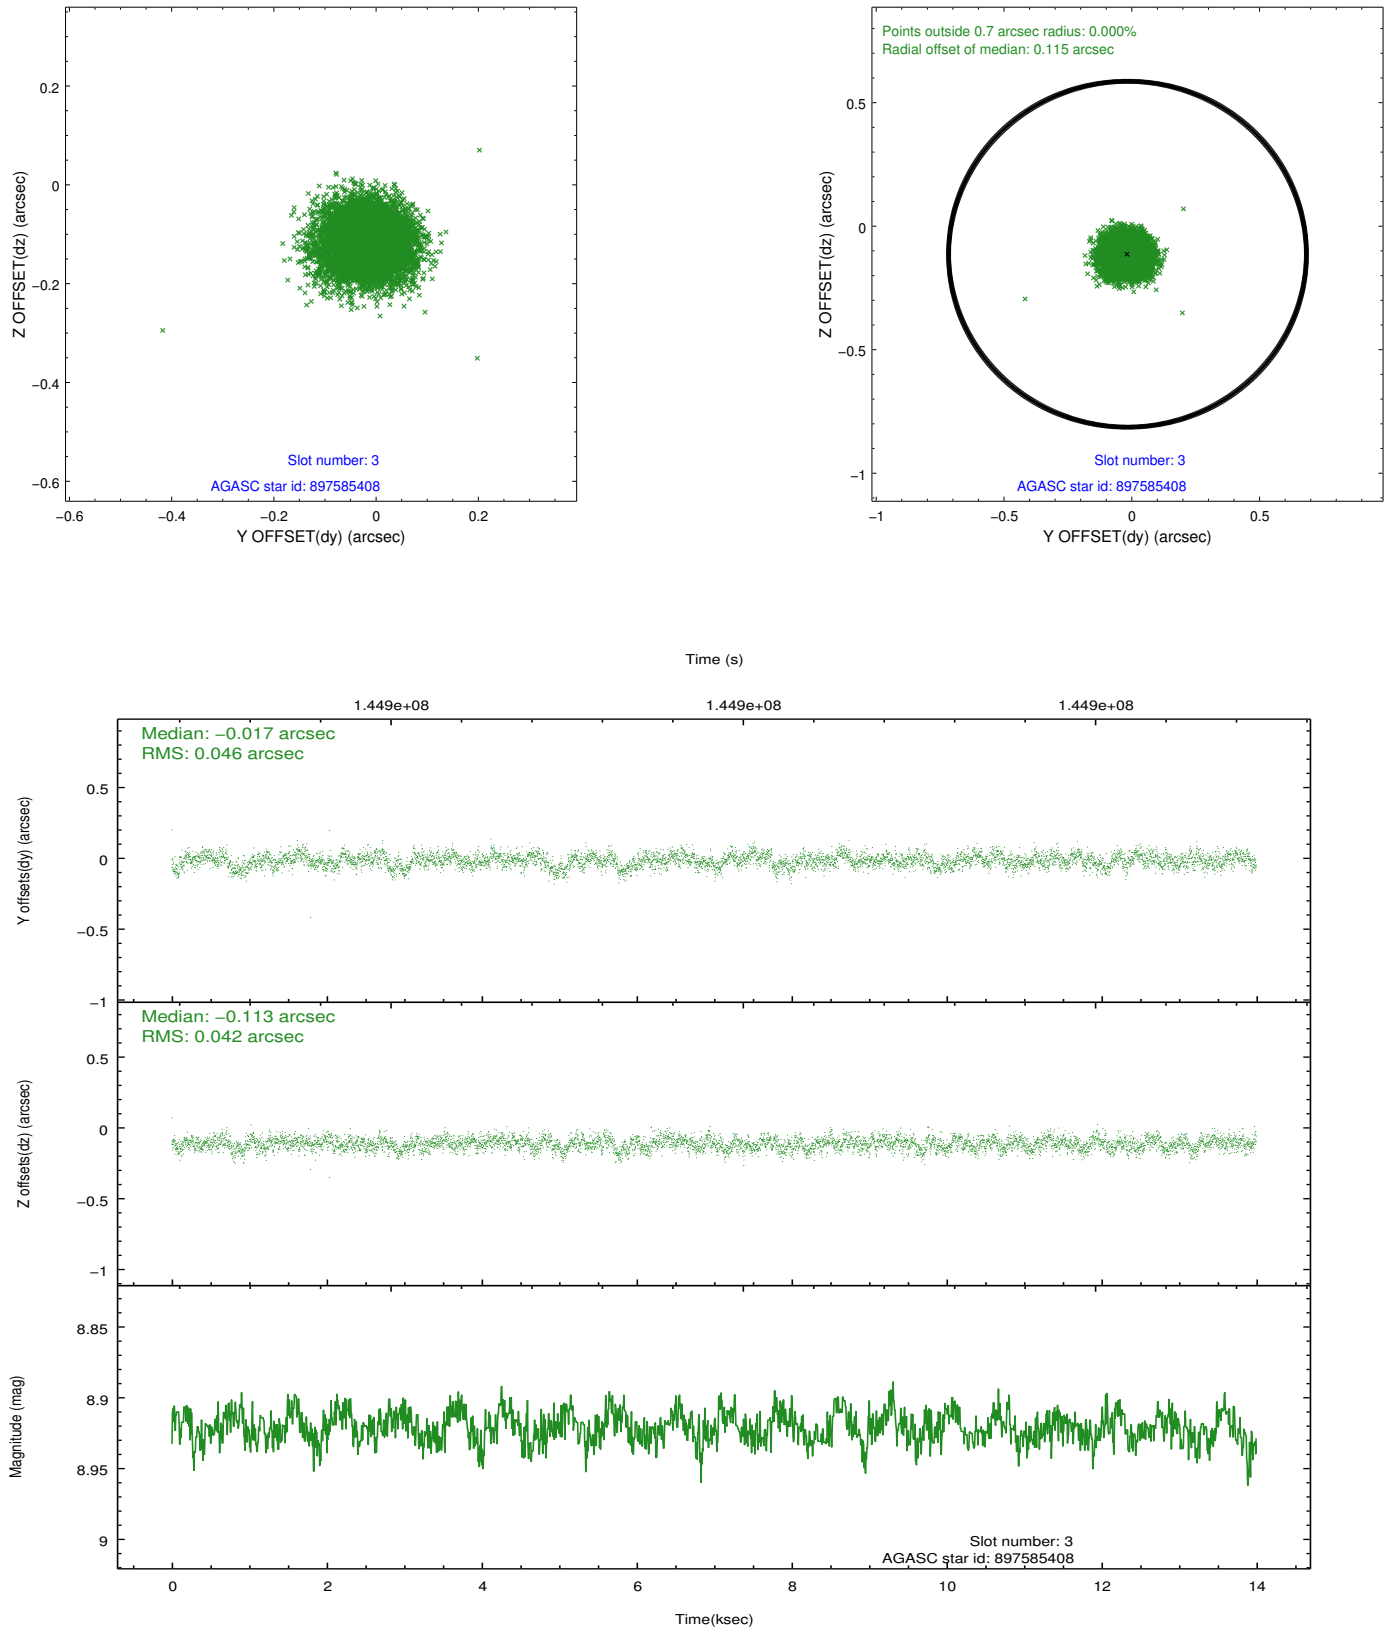 0.2
0
−0.2
−0.4
−0.6
Z OFFSET(dz) (arcsec)
Slot number: 3
AGASC star id: 897585408
−0.6
−0.4
−0.2
0
0.2
Y OFFSET(dy) (arcsec)
Points outside 0.7 arcsec radius: 0.000%
Radial offset of median: 0.115 arcsec
0.5
0
−0.5
−1
Z OFFSET(dz) (arcsec)
Slot number: 3
AGASC star id: 897585408
−1
−0.5
0
0.5
Y OFFSET(dy) (arcsec)
Time (s)
1.449e+08
1.449e+08
1.449e+08
Median: −0.017 arcsec
RMS: 0.046 arcsec
0.5
0
−0.5
−1
Y offsets(dy) (arcsec)
Median: −0.113 arcsec
RMS: 0.042 arcsec
0.5
0
−0.5
−1
Z offsets(dz) (arcsec)
8.85
8.9
8.95
9
Magnitude (mag)
Slot number: 3
AGASC star id: 897585408
0
2
4
6
8
10
12
14
Time(ksec)